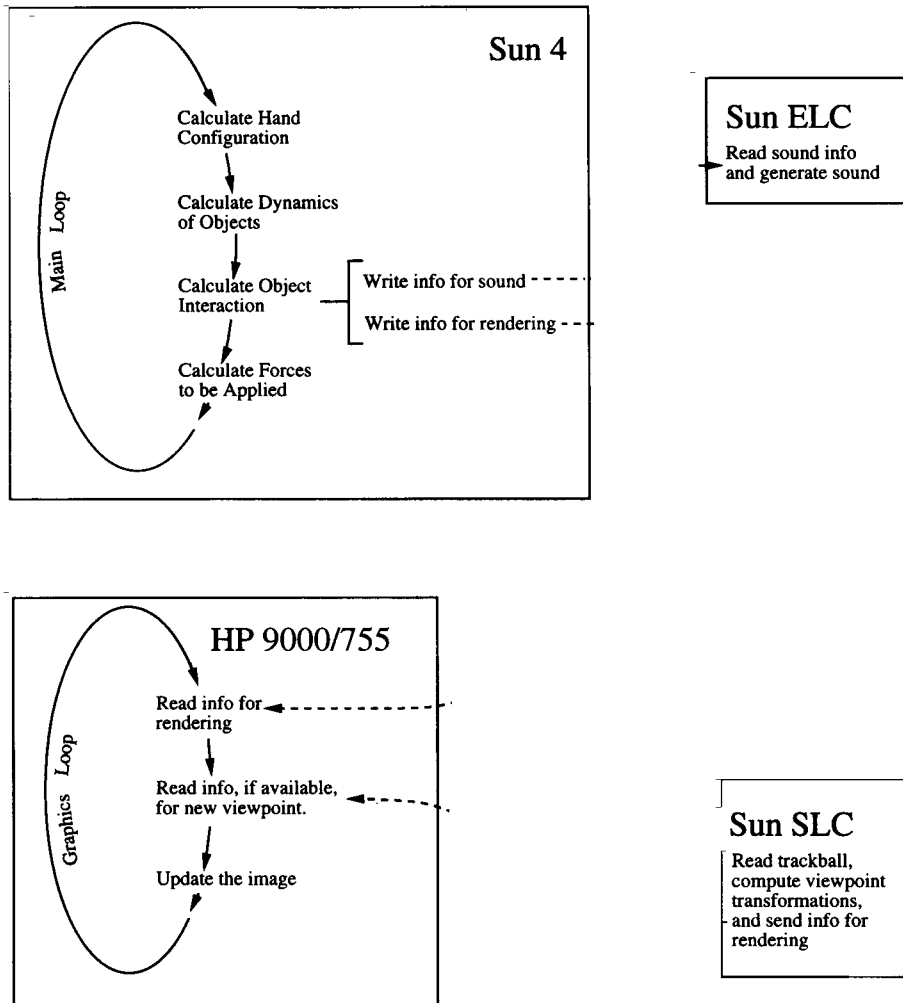 Sun 4
Calculate Hand
Configuration
Calculate Dynamics
of Objects
Main Loop
Calculate Object
Interaction
Write info for sound
Write info for rendering
Calculate Forces
to be Applied
Sun ELC
Read sound info
and generate sound
HP 9000/755
Read info for
rendering
Graphics Loop
Read info, if available,
for new viewpoint.
Update the image
Sun SLC
Read trackball,
compute viewpoint
transformations,
and send info for
rendering